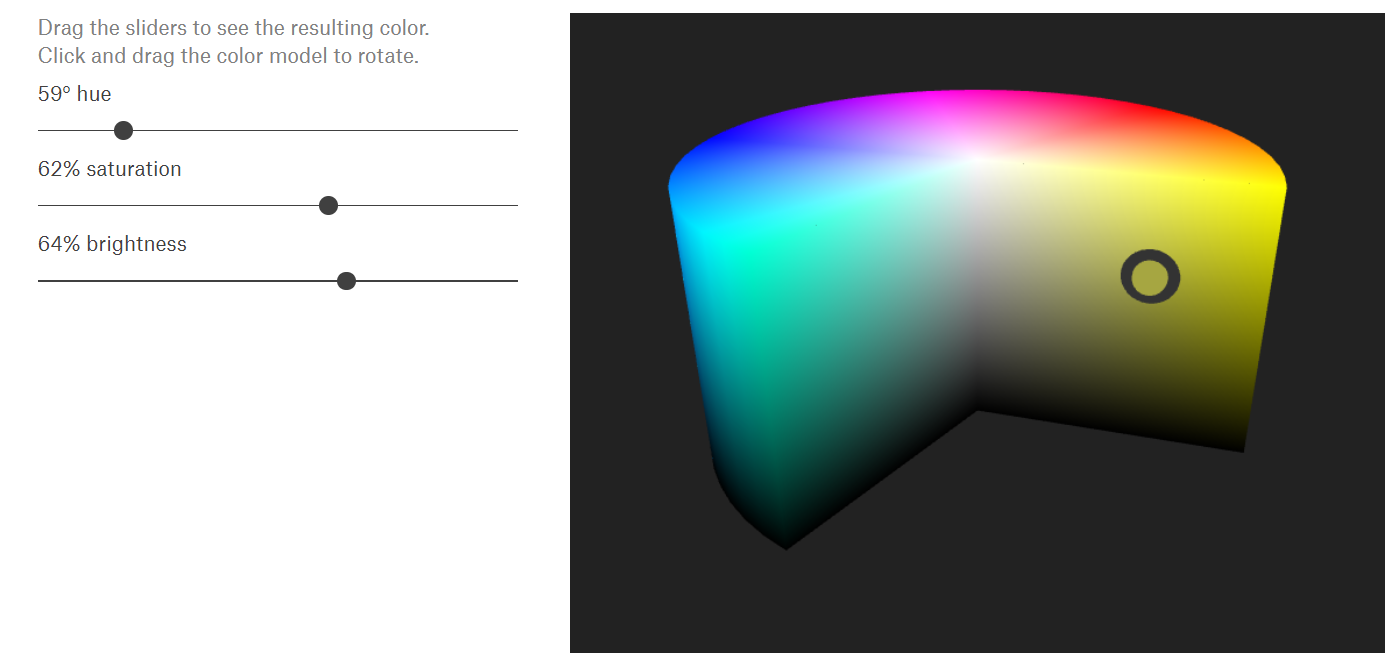 Drag the sliders to see the resulting color.
Click and drag the color model to rotate.
59° hue
62% saturation
64% brightness